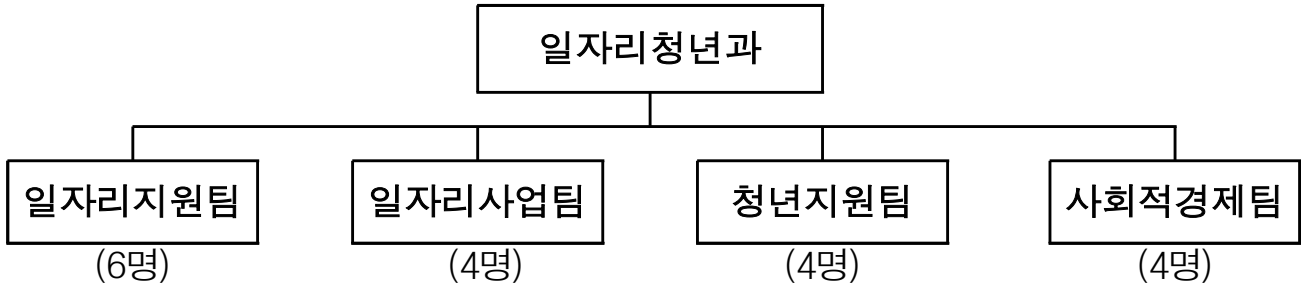 일자리청년과
일자리지원팀 일자리사업팀 청년지원팀 사회적경제팀
(6명) (4명) (4명) (4명)